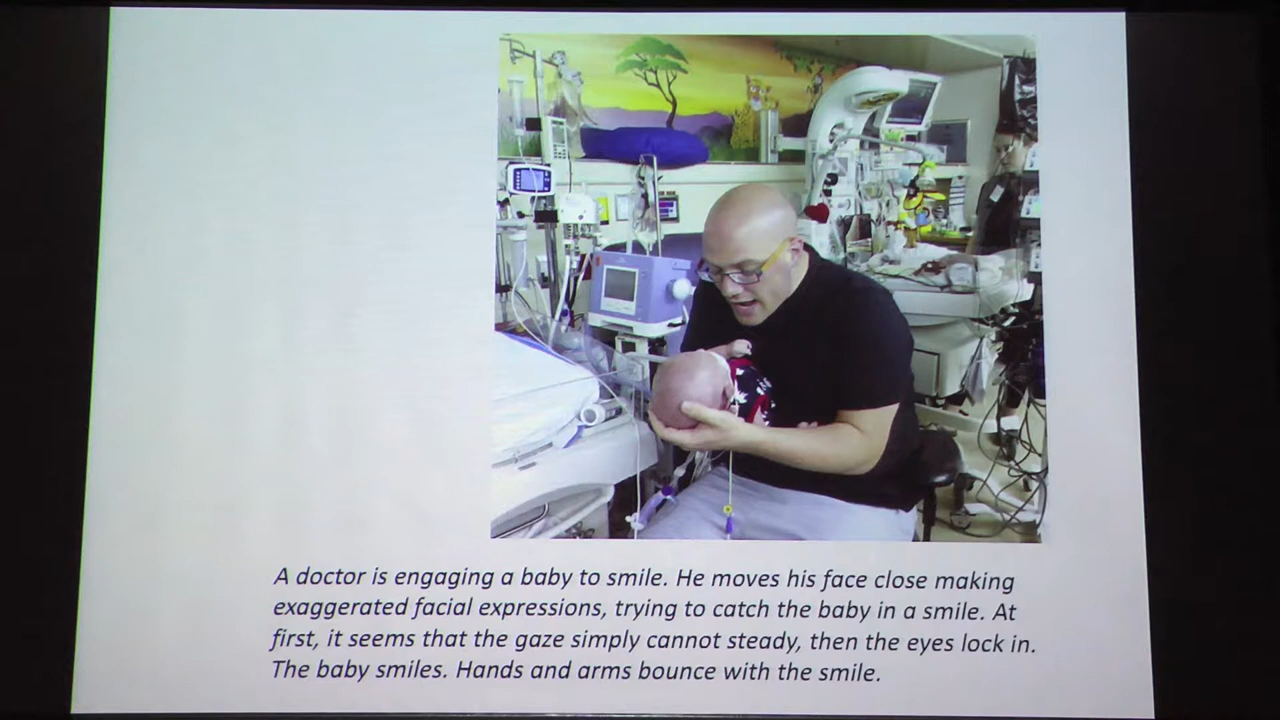 A doctor is engaging a baby to smile. He moves his face close making
exaggerated facial expressions, trying to catch the baby in a smile. At
first, it seems that the gaze simply cannot steady, then the eyes lock in.
The baby smiles. Hands and arms bounce with the smile.